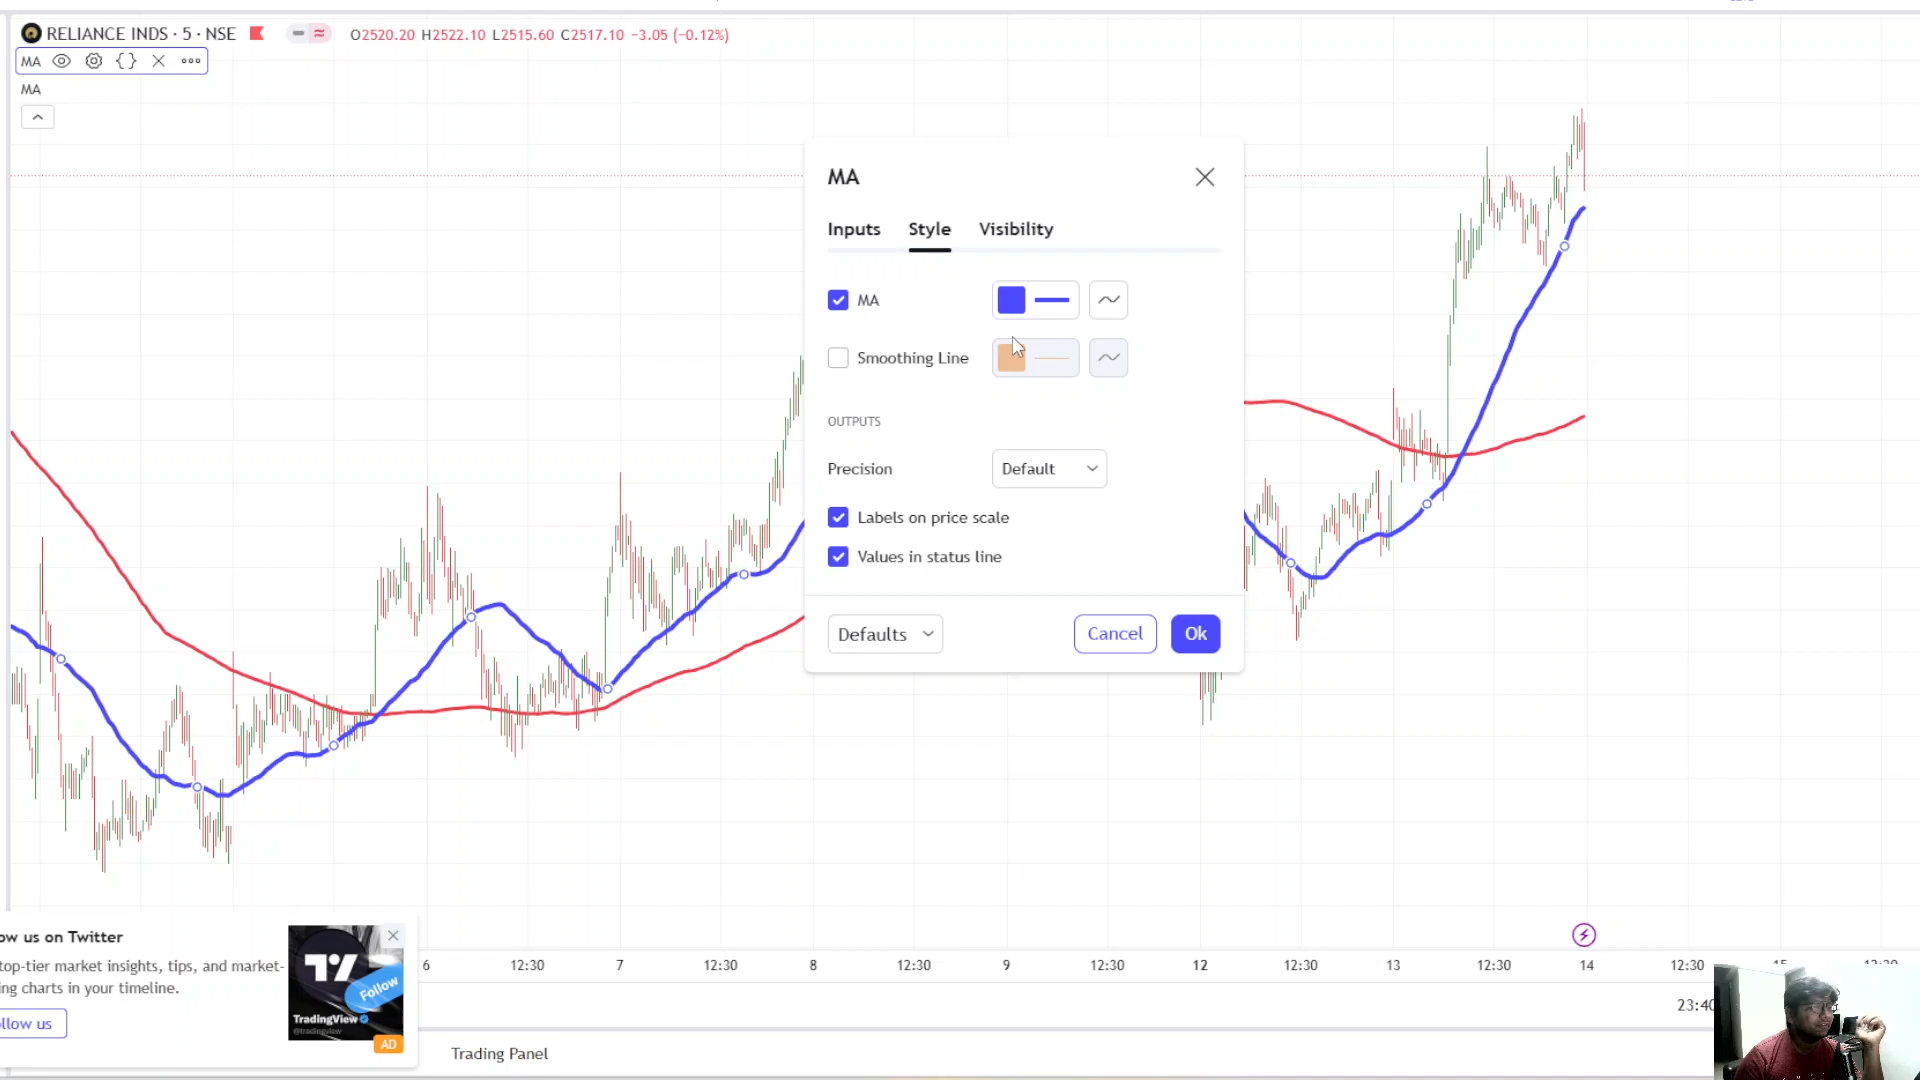 RELIANCE INDS · 5 · NSE O2520.20 H2522.10 L2515.60 C2517.10 −3.05 (−0.12%)
MA
MA
MA
Inputs Style Visibility
MA
Smoothing Line
OUTPUTS
Precision Default
Labels on price scale
Values in status line
Defaults Cancel Ok
ow us on Twitter
top-tier market insights, tips, and market-
ng charts in your timeline.
llow us
Follow
TradingView
@tradingview
AD
6 12:30 7 12:30 8 12:30 9 12:30 12 12:30 13 12:30 14 12:30
23:40
Trading Panel